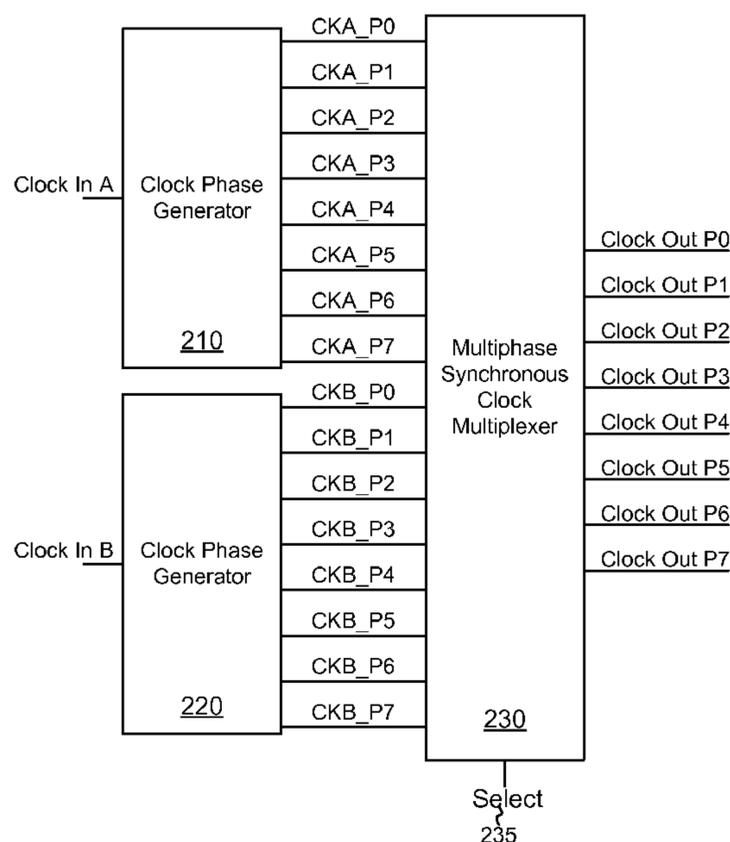 CKA_P0
CKA_P1
CKA_P2
CKA_P3
CKA_P4
CKA_P5
CKA_P6
CKA_P7
Clock In A
Clock Phase
Generator
210
CKB_P0
CKB_P1
CKB_P2
CKB_P3
CKB_P4
CKB_P5
CKB_P6
CKB_P7
Clock In B
Clock Phase
Generator
220
Multiphase
Synchronous
Clock
Multiplexer
230
Clock Out P0
Clock Out P1
Clock Out P2
Clock Out P3
Clock Out P4
Clock Out P5
Clock Out P6
Clock Out P7
Select
235